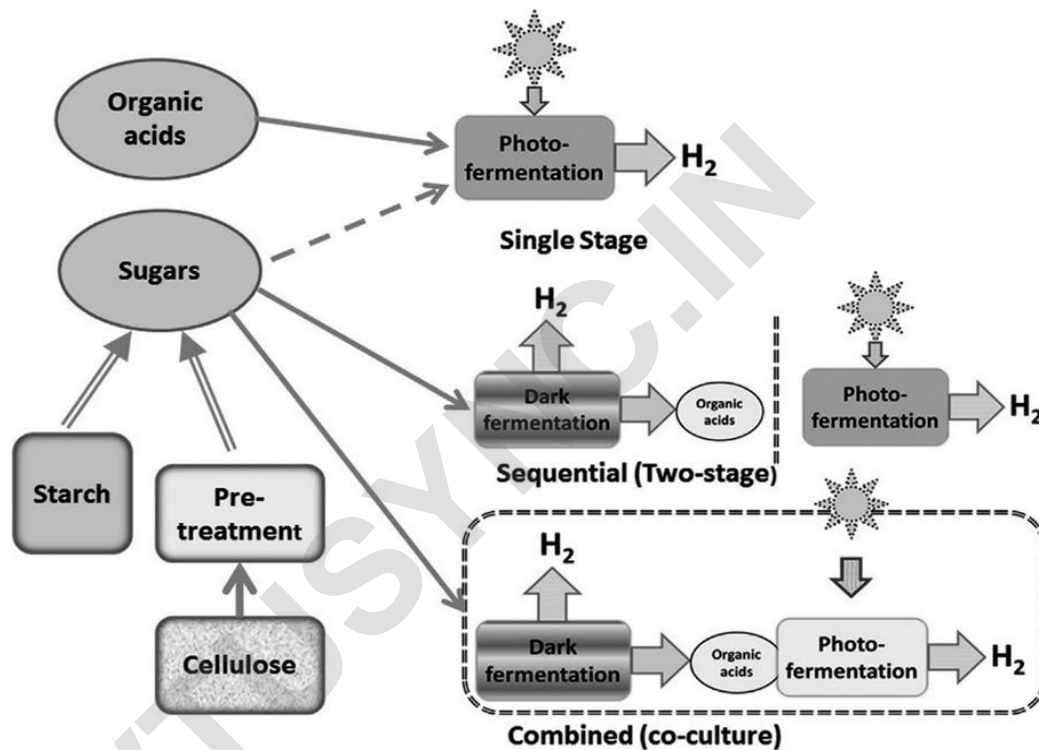 Organic
acids
Photo-
fermentation
H2
Single Stage
Sugars
H2
Dark
fermentation
Organic
acids
Photo-
fermentation
H2
Sequential (Two-stage)
Starch
Pre-
treatment
Cellulose
H2
Dark
fermentation
Organic
acids
Photo-
fermentation
H2
Combined (co-culture)
TUSYNC.IN